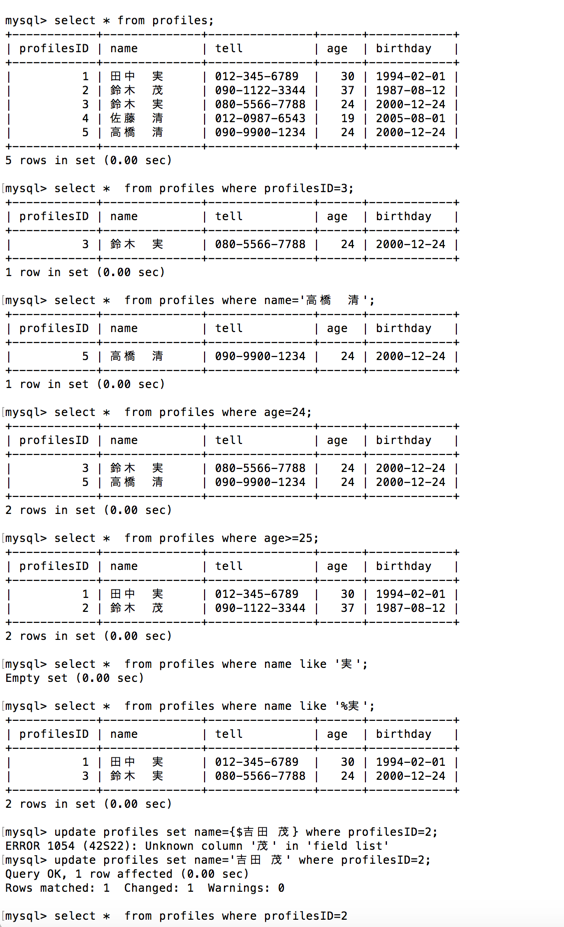 mysql> select * from profiles;
+------------+------------+---------------+------+------------+
| profilesID | name       | tell          | age  | birthday   |
+------------+------------+---------------+------+------------+
|          1 | 田中　実   | 012-345-6789  |   30 | 1994-02-01 |
|          2 | 鈴木　茂   | 090-1122-3344 |   37 | 1987-08-12 |
|          3 | 鈴木　実   | 080-5566-7788 |   24 | 2000-12-24 |
|          4 | 佐藤　清   | 012-0987-6543 |   19 | 2005-08-01 |
|          5 | 高橋　清   | 090-9900-1234 |   24 | 2000-12-24 |
+------------+------------+---------------+------+------------+
5 rows in set (0.00 sec)
[mysql> select *  from profiles where profilesID=3;
+------------+------------+---------------+------+------------+
| profilesID | name       | tell          | age  | birthday   |
+------------+------------+---------------+------+------------+
|          3 | 鈴木　実   | 080-5566-7788 |   24 | 2000-12-24 |
+------------+------------+---------------+------+------------+
1 row in set (0.00 sec)
[mysql> select *  from profiles where name='高橋　清';
+------------+------------+---------------+------+------------+
| profilesID | name       | tell          | age  | birthday   |
+------------+------------+---------------+------+------------+
|          5 | 高橋　清   | 090-9900-1234 |   24 | 2000-12-24 |
+------------+------------+---------------+------+------------+
1 row in set (0.00 sec)
[mysql> select *  from profiles where age=24;
+------------+------------+---------------+------+------------+
| profilesID | name       | tell          | age  | birthday   |
+------------+------------+---------------+------+------------+
|          3 | 鈴木　実   | 080-5566-7788 |   24 | 2000-12-24 |
|          5 | 高橋　清   | 090-9900-1234 |   24 | 2000-12-24 |
+------------+------------+---------------+------+------------+
2 rows in set (0.00 sec)
[mysql> select *  from profiles where age>=25;
+------------+------------+---------------+------+------------+
| profilesID | name       | tell          | age  | birthday   |
+------------+------------+---------------+------+------------+
|          1 | 田中　実   | 012-345-6789  |   30 | 1994-02-01 |
|          2 | 鈴木　茂   | 090-1122-3344 |   37 | 1987-08-12 |
+------------+------------+---------------+------+------------+
2 rows in set (0.00 sec)
[mysql> select *  from profiles where name like '実';
Empty set (0.00 sec)
[mysql> select *  from profiles where name like '%実';
+------------+------------+---------------+------+------------+
| profilesID | name       | tell          | age  | birthday   |
+------------+------------+---------------+------+------------+
|          1 | 田中　実   | 012-345-6789  |   30 | 1994-02-01 |
|          3 | 鈴木　実   | 080-5566-7788 |   24 | 2000-12-24 |
+------------+------------+---------------+------+------------+
2 rows in set (0.00 sec)
[mysql> update profiles set name={$吉田 茂} where profilesID=2;
ERROR 1054 (42S22): Unknown column '茂' in 'field list'
[mysql> update profiles set name='吉田 茂' where profilesID=2;
Query OK, 1 row affected (0.00 sec)
Rows matched: 1  Changed: 1  Warnings: 0
[mysql> select *  from profiles where profilesID=2